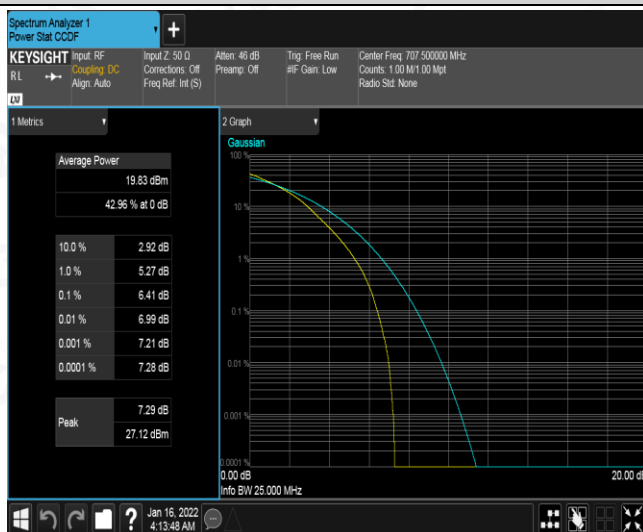 Spectrum Analyzer 1
Power Stat CCDF
+
KEYSIGHT
RL
LXI
Input: RF
Coupling: DC
Align: Auto
Input Z: 50 Ω
Corrections: Off
Freq Ref: Int (S)
Atten: 46 dB
Preamp: Off
Trig: Free Run
#IF Gain: Low
Center Freq: 707.500000 MHz
Counts: 1.00 M/1.00 Mpt
Radio Std: None
1 Metrics
Average Power
19.83 dBm
42.96 % at 0 dB
10.0 % 2.92 dB
1.0 % 5.27 dB
0.1 % 6.41 dB
0.01 % 6.99 dB
0.001 % 7.21 dB
0.0001 % 7.28 dB
Peak
7.29 dB
27.12 dBm
2 Graph
Gaussian
100 %
10 %
1 %
0.1 %
0.01 %
0.001 %
0.0001 %
0.00 dB
20.00 dB
Info BW 25.000 MHz
?
Jan 16, 2022
4:13:48 AM